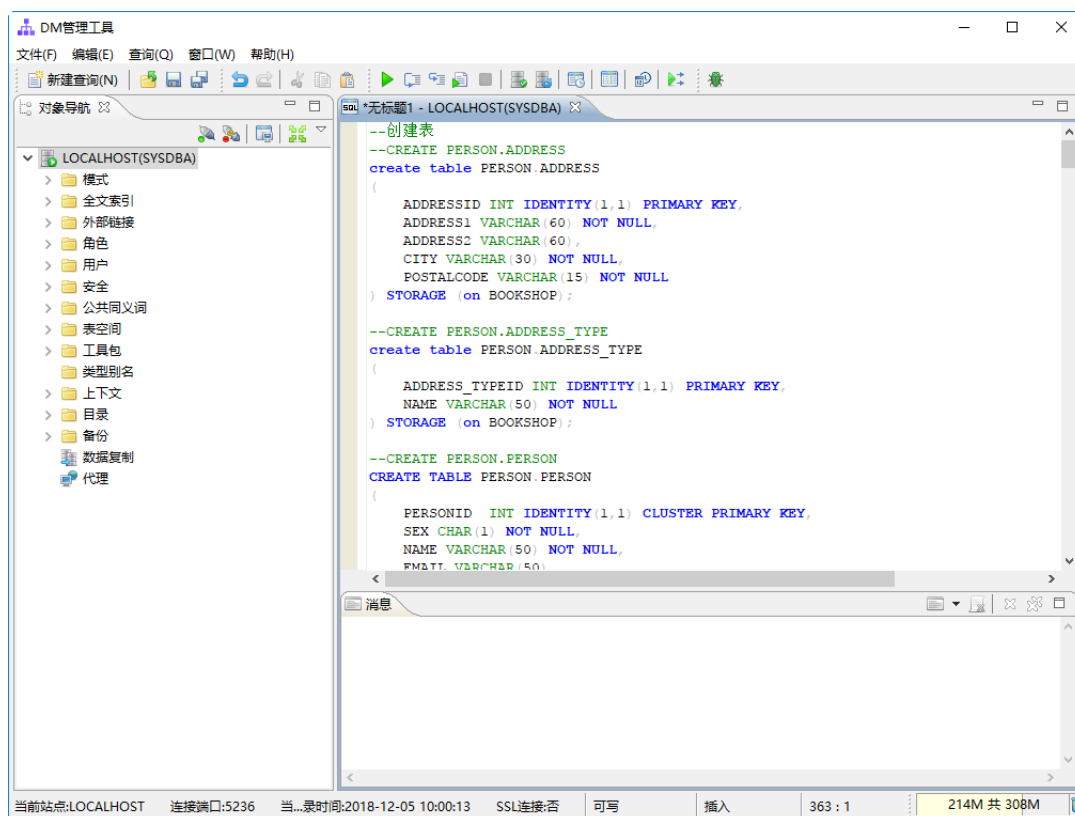 DM管理工具
文件(F) 编辑(E) 查询(Q) 窗口(W) 帮助(H)
新建查询(N)
对象导航
LOCALHOST(SYSDBA)
模式
全文索引
外部链接
角色
用户
安全
公共同义词
表空间
工具包
类型别名
上下文
目录
备份
数据复制
代理
*无标题1 - LOCALHOST(SYSDBA)
--创建表
--CREATE PERSON.ADDRESS
create table PERSON.ADDRESS
(
ADDRESSID INT IDENTITY(1,1) PRIMARY KEY,
ADDRESS1 VARCHAR(60) NOT NULL,
ADDRESS2 VARCHAR(60),
CITY VARCHAR(30) NOT NULL,
POSTALCODE VARCHAR(15) NOT NULL
) STORAGE (on BOOKSHOP);
--CREATE PERSON.ADDRESS_TYPE
create table PERSON.ADDRESS_TYPE
(
ADDRESS_TYPEID INT IDENTITY(1,1) PRIMARY KEY,
NAME VARCHAR(50) NOT NULL
) STORAGE (on BOOKSHOP);
--CREATE PERSON.PERSON
CREATE TABLE PERSON.PERSON
(
PERSONID INT IDENTITY(1,1) CLUSTER PRIMARY KEY,
SEX CHAR(1) NOT NULL,
NAME VARCHAR(50) NOT NULL,
EMAIL VARCHAR(50)
消息
当前站点:LOCALHOST 连接端口:5236 当...录时间:2018-12-05 10:00:13 SSL连接:否 可写 插入 363 : 1 214M 共 308M